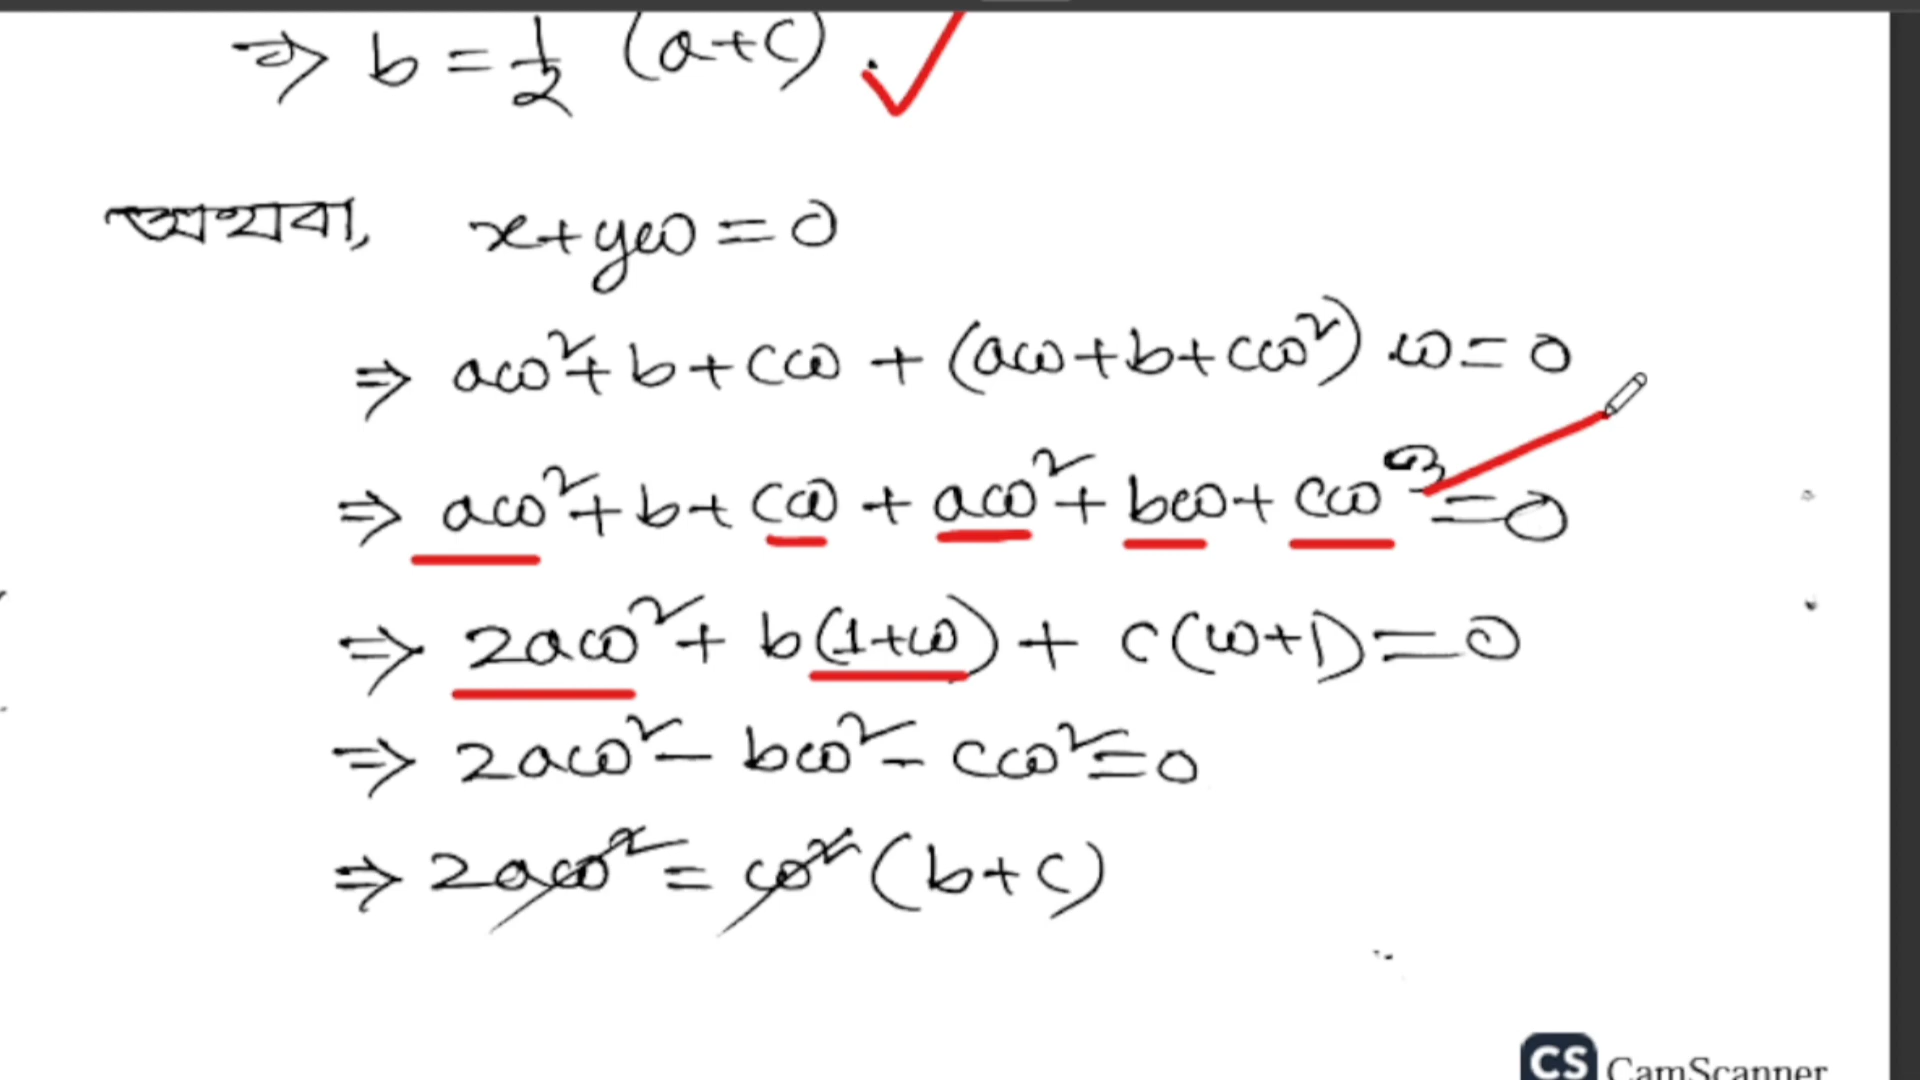 ⇒ b = 1/2 (a+c).
অথবা, x+yω=0
⇒ aω²+b+cω + (aω+b+cω²).ω=0
⇒ aω²+b+cω + aω²+bω+cω³=0
⇒ 2aω²+ b(1+ω) + c(ω+1)=0
⇒ 2aω²- bω²- cω²=0
⇒ 2aω²= ω²(b+c)
CS CamScanner